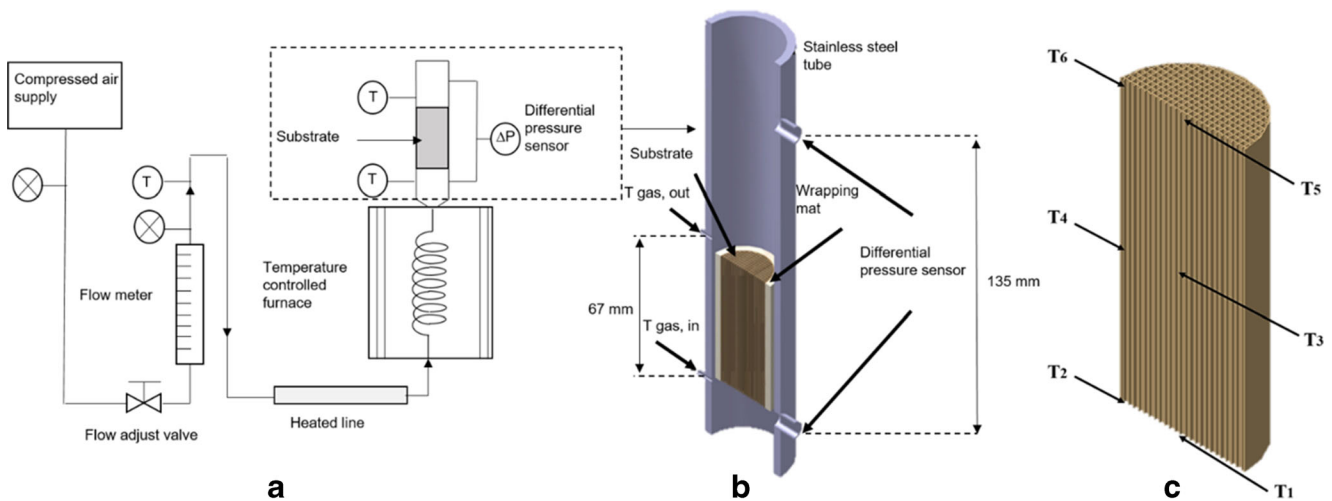 Compressed air
supply
T
Flow meter
Flow adjust valve
Heated line
Temperature
controlled
furnace
T
Substrate
T
ΔP
Differential
pressure
sensor
a
Stainless steel
tube
Substrate
T gas, out
Wrapping
mat
Differential
pressure sensor
67 mm
T gas, in
135 mm
b
T6
T5
T4
T3
T2
T1
c